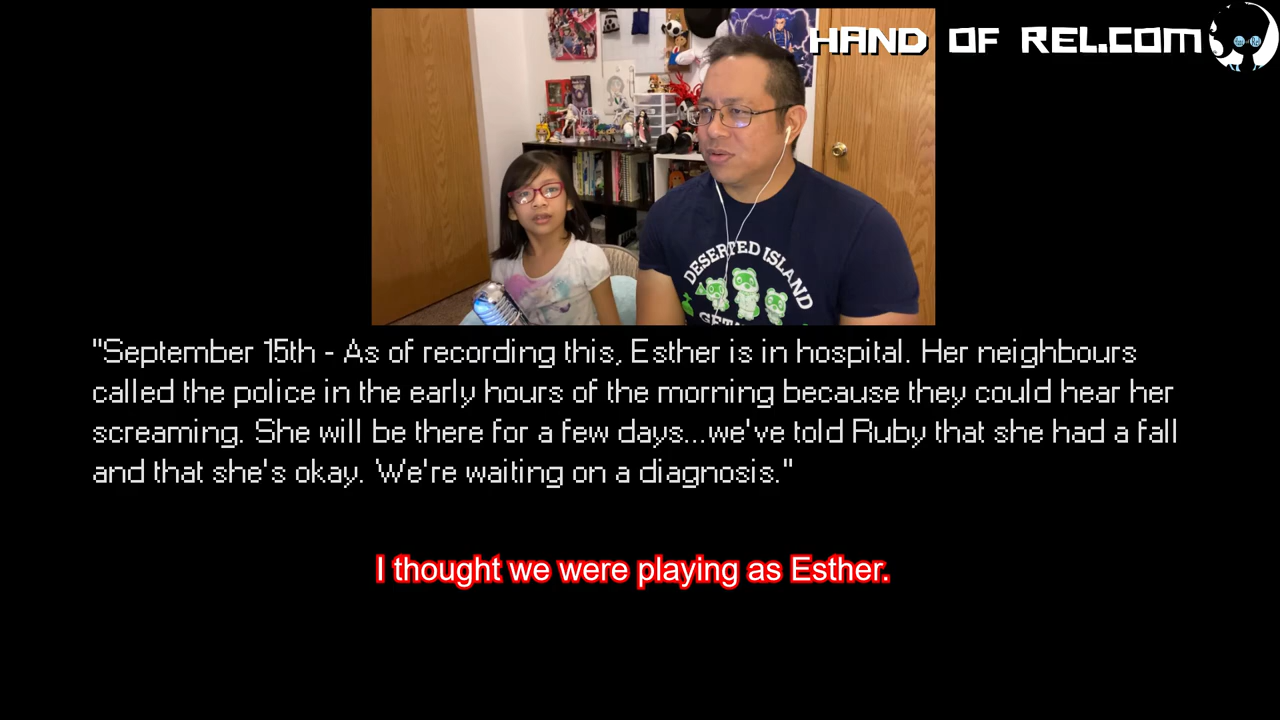 HAND OF REL.COM
DESERTED ISLAND
"September 15th - As of recording this, Esther is in hospital. Her neighbours
called the police in the early hours of the morning because they could hear her
screaming. She will be there for a few days...we've told Ruby that she had a fall
and that she's okay. We're waiting on a diagnosis."
I thought we were playing as Esther.